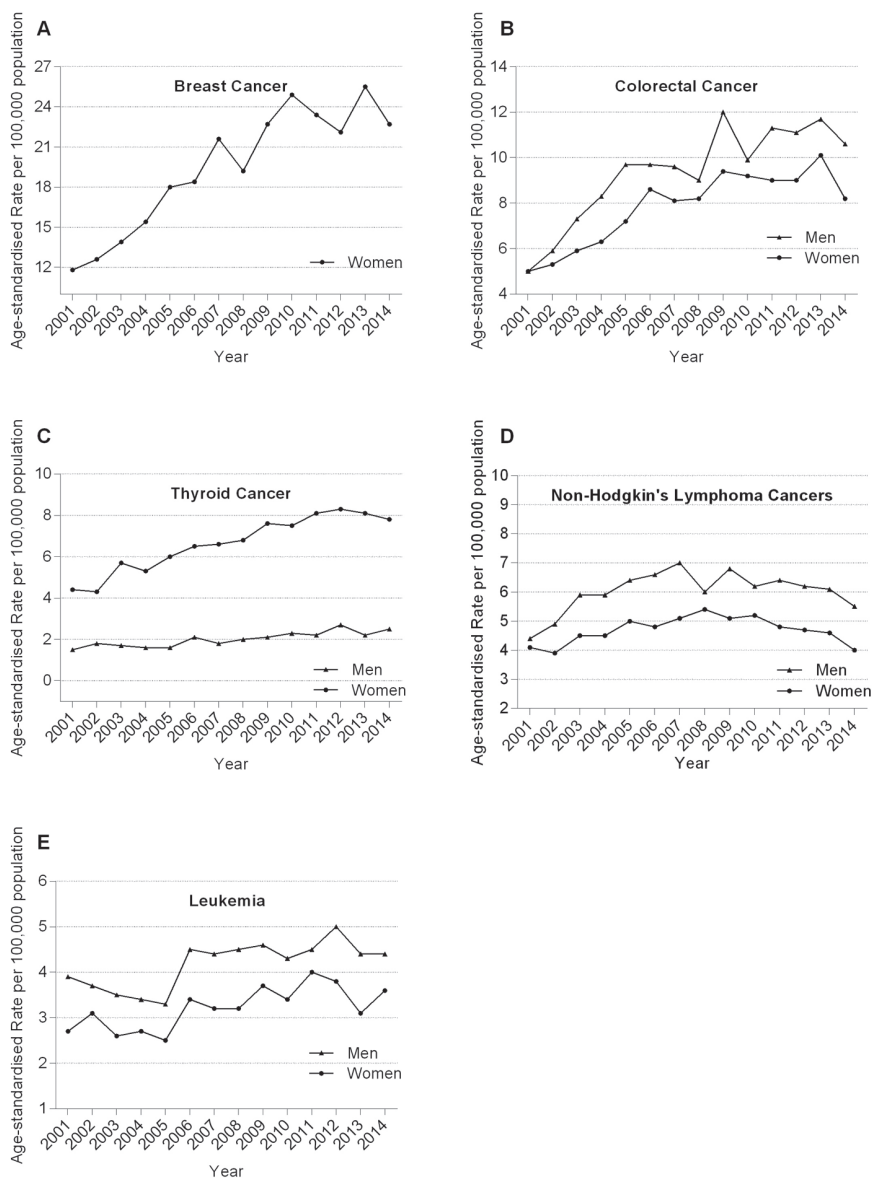 A
Age-standardised Rate per 100,000 population
27
24
21
18
15
12
Breast Cancer
Women
2001 2002 2003 2004 2005 2006 2007 2008 2009 2010 2011 2012 2013 2014
Year
B
Age-standardised Rate per 100,000 population
14
12
10
8
6
4
Colorectal Cancer
Men
Women
2001 2002 2003 2004 2005 2006 2007 2008 2009 2010 2011 2012 2013 2014
Year
C
Age-standardised Rate per 100,000 population
10
8
6
4
2
0
Thyroid Cancer
Men
Women
2001 2002 2003 2004 2005 2006 2007 2008 2009 2010 2011 2012 2013 2014
Year
D
Age-standardised Rate per 100,000 population
10
9
8
7
6
5
4
3
2
Non-Hodgkin's Lymphoma Cancers
Men
Women
2001 2002 2003 2004 2005 2006 2007 2008 2009 2010 2011 2012 2013 2014
Year
E
Age-standardised Rate per 100,000 population
6
5
4
3
2
1
Leukemia
Men
Women
2001 2002 2003 2004 2005 2006 2007 2008 2009 2010 2011 2012 2013 2014
Year